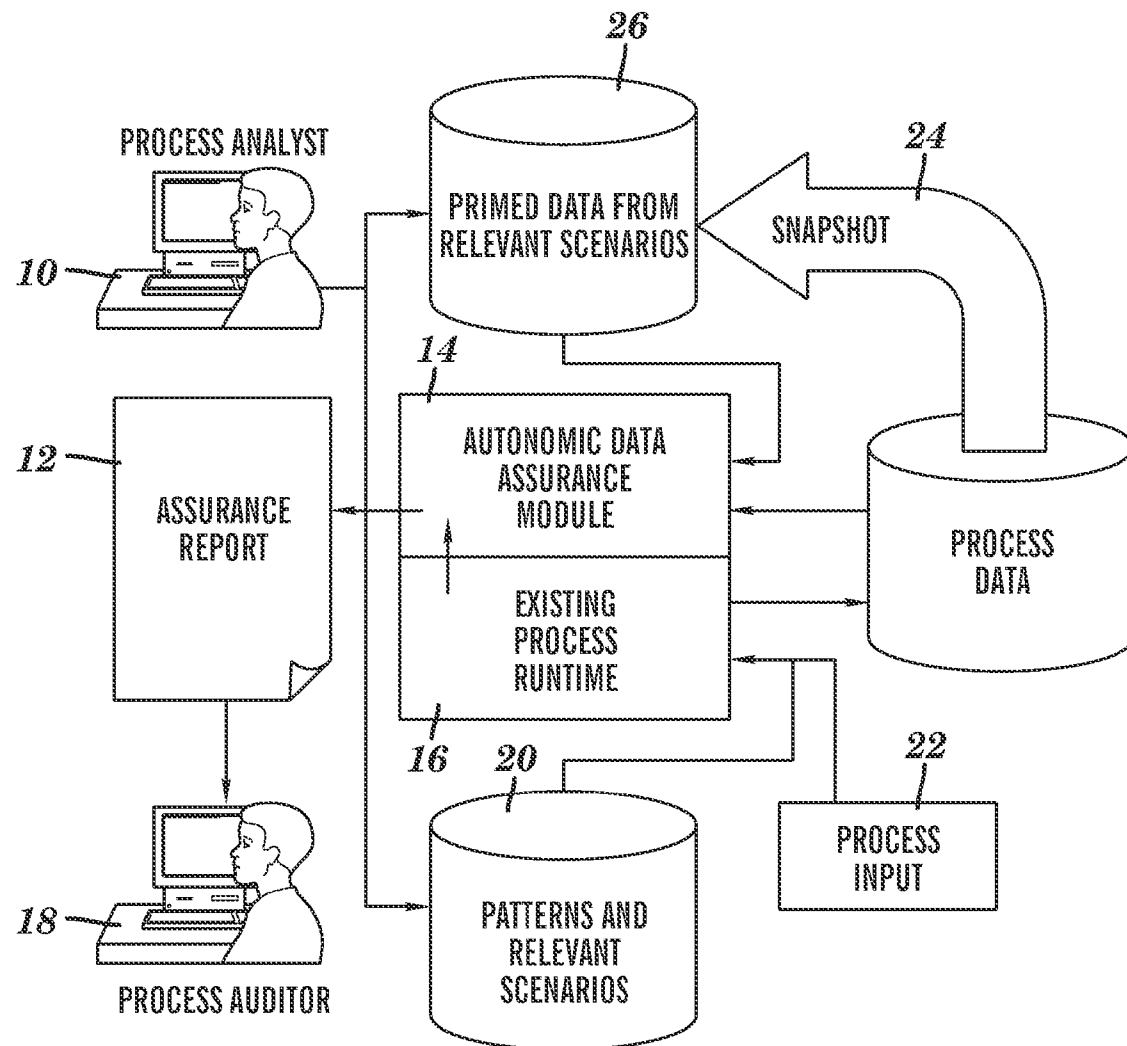 26
PROCESS ANALYST
24
PRIMED DATA FROM
RELEVANT SCENARIOS
SNAPSHOT
10
14
12
AUTONOMIC DATA
ASSURANCE
MODULE
ASSURANCE
REPORT
PROCESS
DATA
EXISTING
PROCESS
RUNTIME
16
20
22
PROCESS
INPUT
18
PATTERNS AND
RELEVANT
SCENARIOS
PROCESS AUDITOR